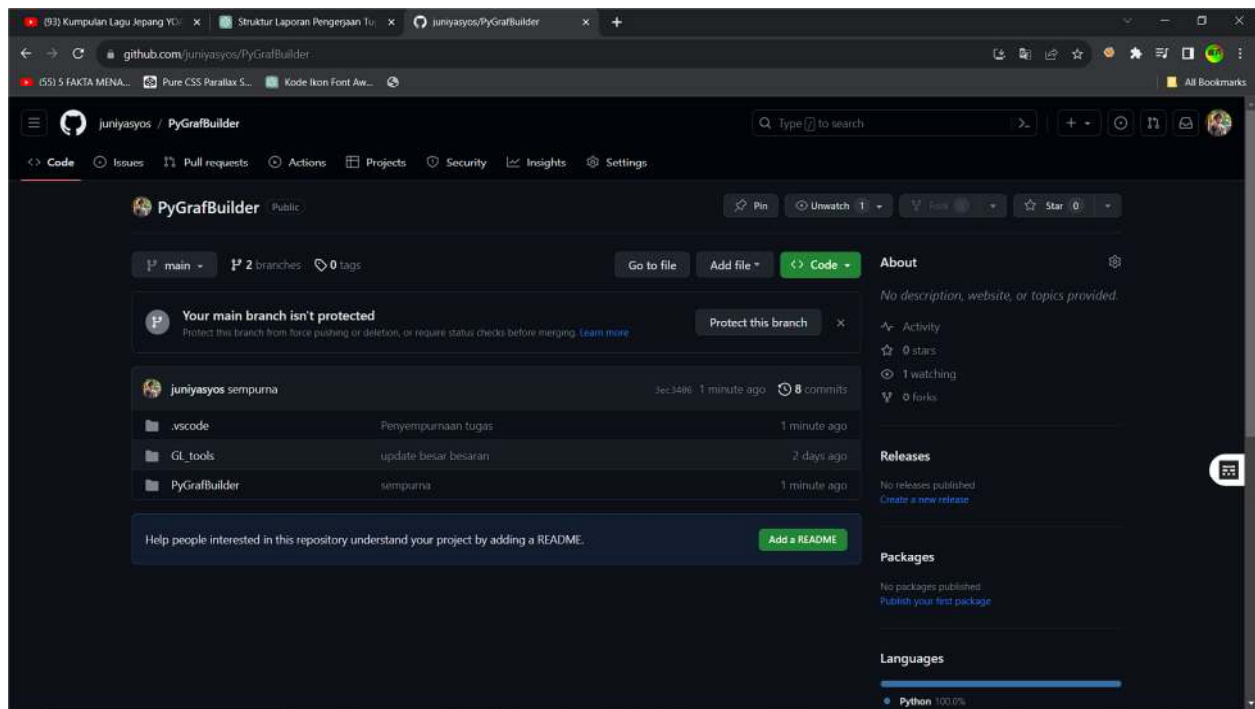 (93) Kumpulan Lagu Jepang YO
Struktur Laporan Pengerjaan Tu
juniyasyos/PyGrafBuilder
github.com/juniyasyos/PyGrafBuilder
(55) 5 FAKTA MENA...
Pure CSS Parallax S...
Kode Ikon Font Aw...
All Bookmarks
juniyasyos / PyGrafBuilder
Type / to search
Code
Issues
Pull requests
Actions
Projects
Security
Insights
Settings
PyGrafBuilder Public
Pin
Unwatch 1
Fork
Star 0
main
2 branches
0 tags
Go to file
Add file
Code
Your main branch isn't protected
Protect this branch from force pushing or deletion, or require status checks before merging. Learn more
Protect this branch
juniyasyos sempurna
3ec3406 1 minute ago 8 commits
.vscode Penyempurnaan tugas 1 minute ago
GL_tools update besar besaran 2 days ago
PyGrafBuilder sempurna 1 minute ago
Help people interested in this repository understand your project by adding a README.
Add a README
About
No description, website, or topics provided.
Activity
0 stars
1 watching
0 forks
Releases
No releases published
Create a new release
Packages
No packages published
Publish your first package
Languages
Python 100.0%